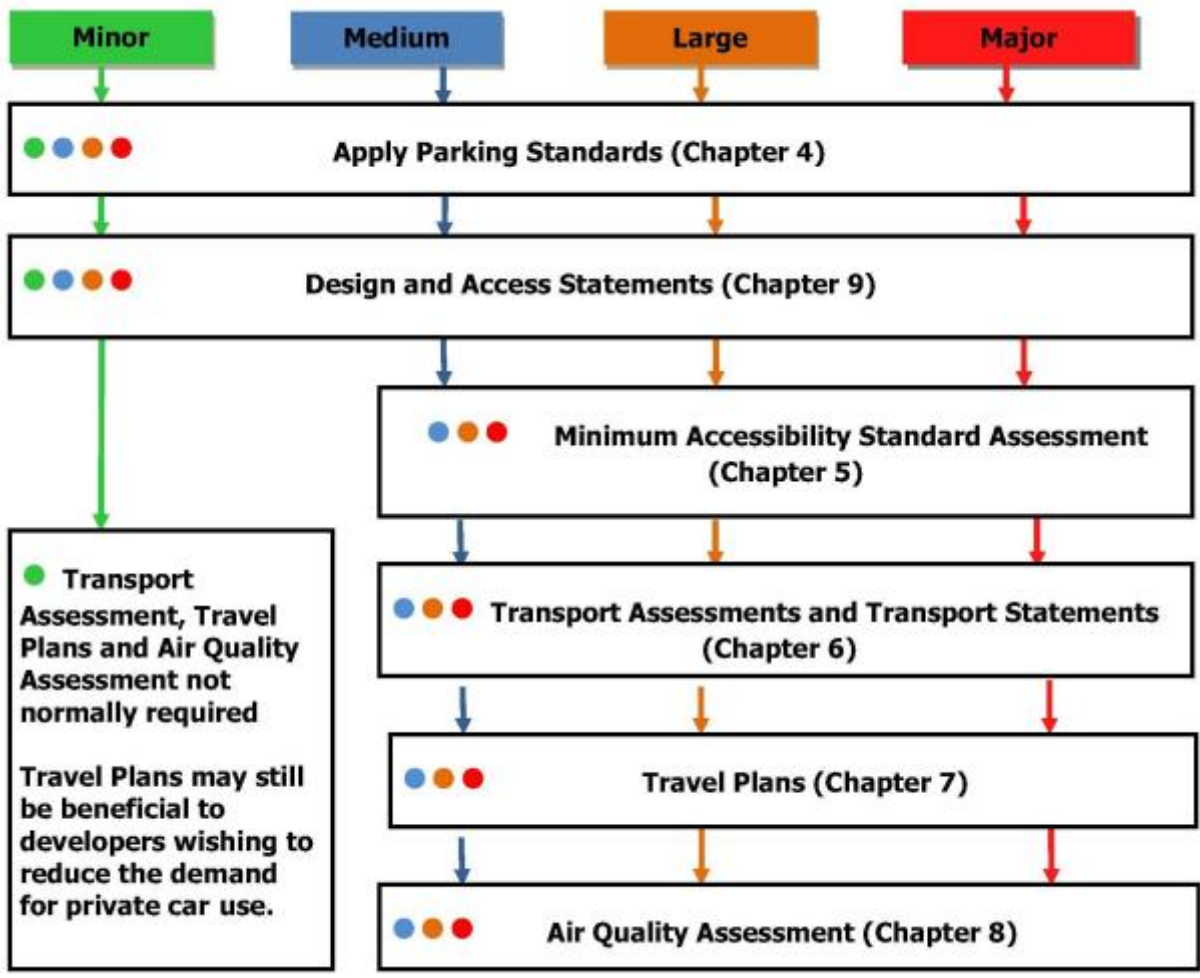 Minor
Medium
Large
Major
Apply Parking Standards (Chapter 4)
Design and Access Statements (Chapter 9)
Minimum Accessibility Standard Assessment
(Chapter 5)
Transport
Assessment, Travel
Plans and Air Quality
Assessment not
normally required
Travel Plans may still
be beneficial to
developers wishing to
reduce the demand
for private car use.
Transport Assessments and Transport Statements
(Chapter 6)
Travel Plans (Chapter 7)
Air Quality Assessment (Chapter 8)